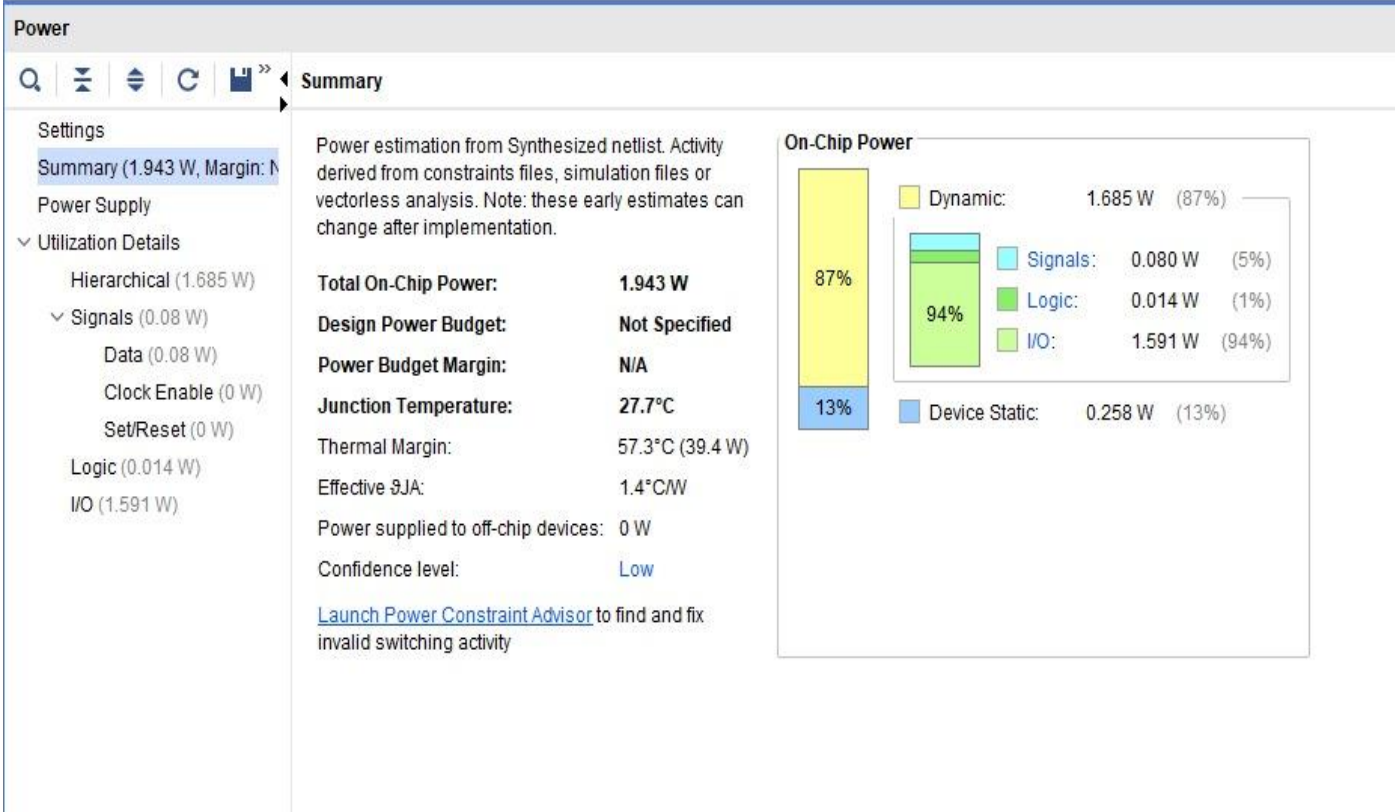 Power
»
Summary
Settings
Summary (1.943 W, Margin: N
Power Supply
Utilization Details
Hierarchical (1.685 W)
Signals (0.08 W)
Data (0.08 W)
Clock Enable (0 W)
Set/Reset (0 W)
Logic (0.014 W)
I/O (1.591 W)
Power estimation from Synthesized netlist. Activity
derived from constraints files, simulation files or
vectorless analysis. Note: these early estimates can
change after implementation.
Total On-Chip Power: 1.943 W
Design Power Budget: Not Specified
Power Budget Margin: N/A
Junction Temperature: 27.7°C
Thermal Margin: 57.3°C (39.4 W)
Effective ϑJA: 1.4°C/W
Power supplied to off-chip devices: 0 W
Confidence level: Low
Launch Power Constraint Advisor to find and fix
invalid switching activity
On-Chip Power
87%
13%
Dynamic: 1.685 W (87%)
94%
Signals: 0.080 W (5%)
Logic: 0.014 W (1%)
I/O: 1.591 W (94%)
Device Static: 0.258 W (13%)